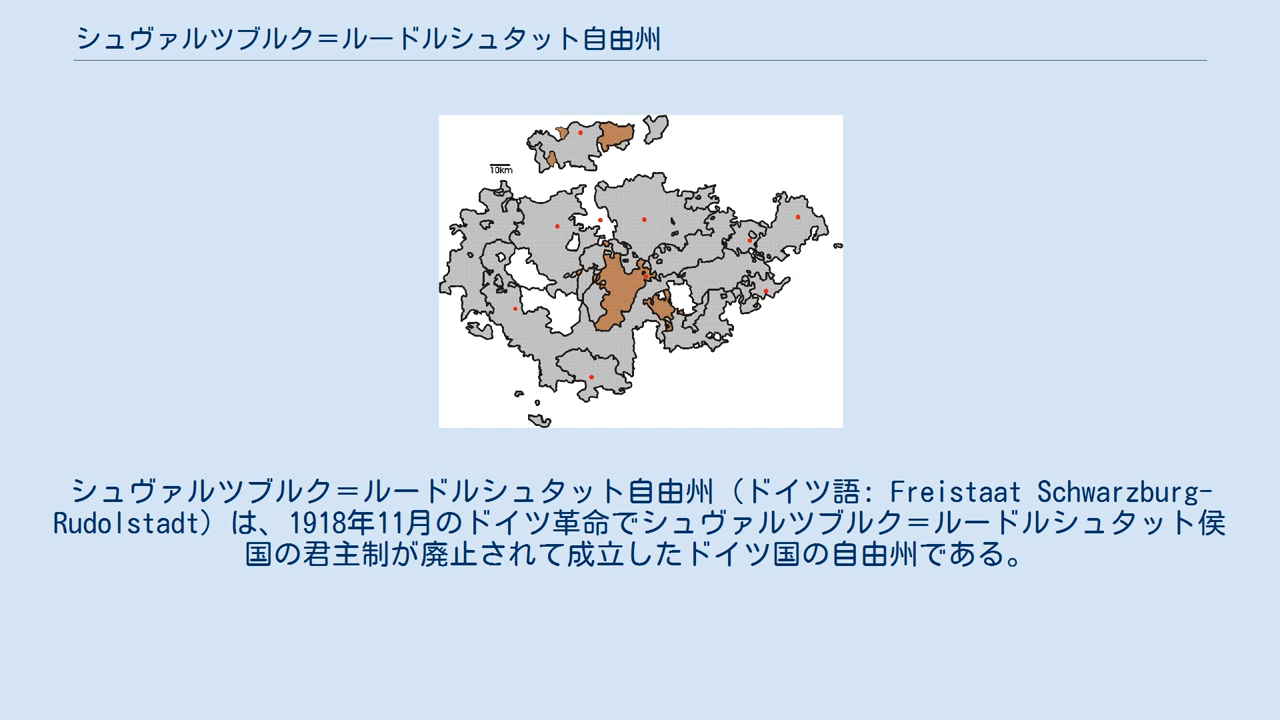 シュヴァルツブルク＝ルードルシュタット自由州
10km
シュヴァルツブルク＝ルードルシュタット自由州（ドイツ語: Freistaat Schwarzburg-
Rudolstadt）は、1918年11月のドイツ革命でシュヴァルツブルク＝ルードルシュタット侯
国の君主制が廃止されて成立したドイツ国の自由州である。